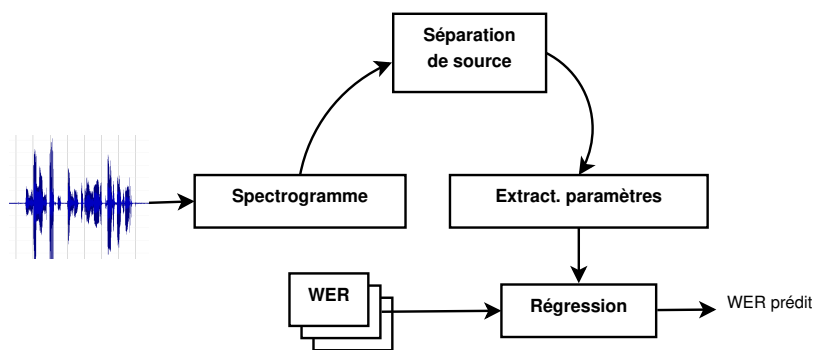 Séparation
de source
Spectrogramme
Extract. paramètres
WER
Régression
WER prédit